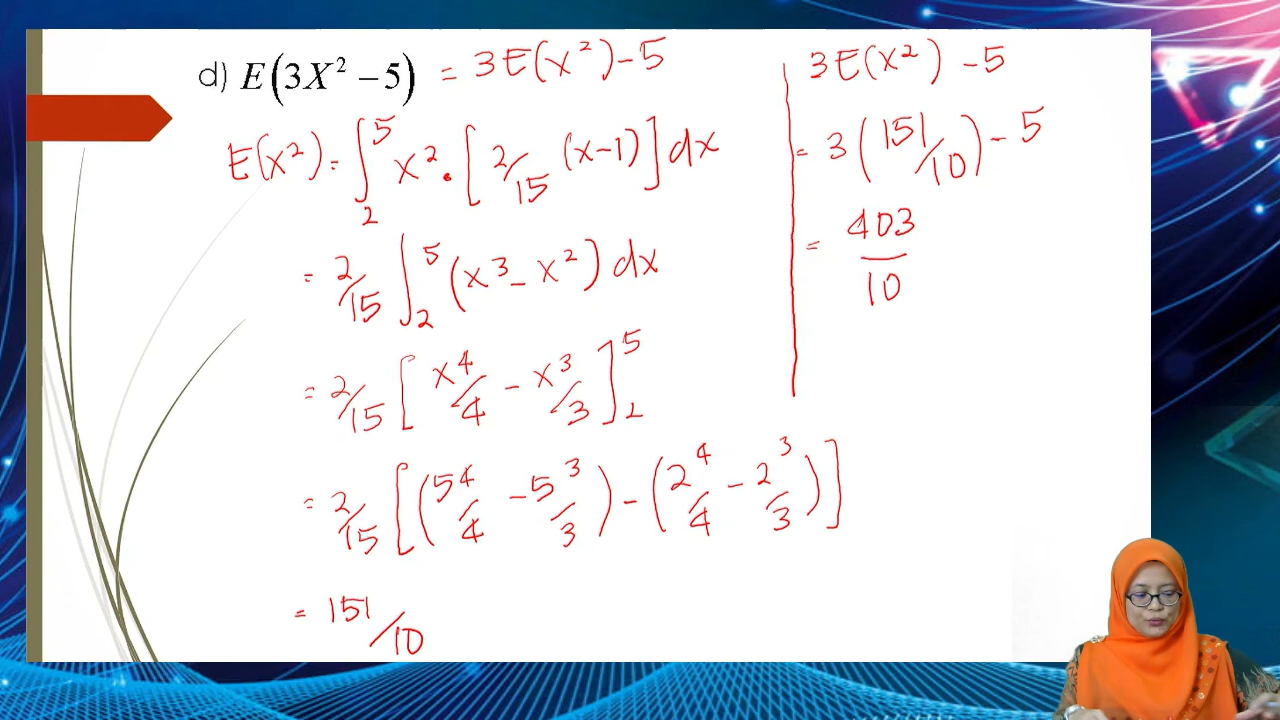 d) E(3X² − 5) = 3E(x²) − 5
E(x²) = ∫₂⁵ x² · [2/15 (x−1)] dx
= 2/15 ∫₂⁵ (x³ − x²) dx
= 2/15 [x⁴/4 − x³/3]₂⁵
= 2/15 [(5⁴/4 − 5³/3) − (2⁴/4 − 2³/3)]
= 151/10
3E(x²) − 5
= 3(151/10) − 5
= 403/10